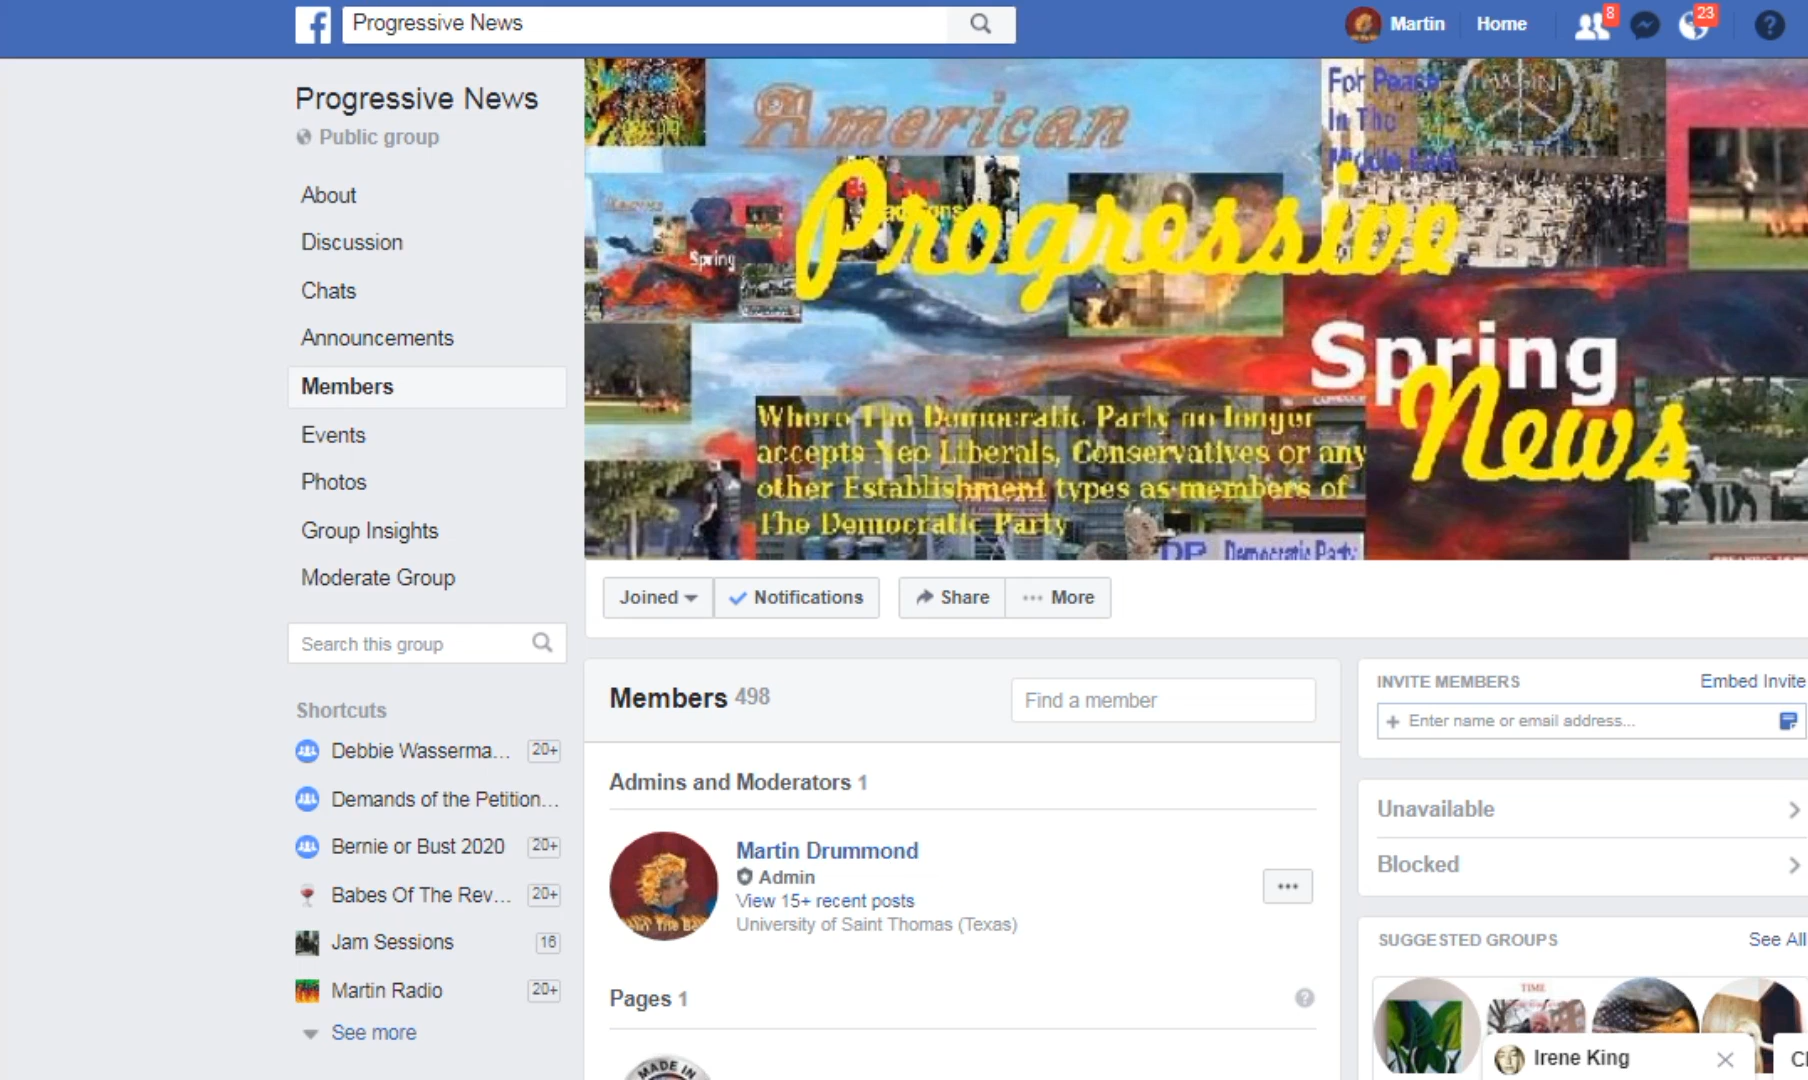 Progressive News
Martin
Home
8
23
Progressive News
Public group
About
Discussion
Chats
Announcements
Members
Events
Photos
Group Insights
Moderate Group
Search this group
Shortcuts
Debbie Wasserma... 20+
Demands of the Petition...
Bernie or Bust 2020 20+
Babes Of The Rev... 20+
Jam Sessions 16
Martin Radio 20+
See more
American
For Peace
In The
Middle East
Progressive
Spring
Spring
News
Where The Democratic Party no longer
accepts Neo Liberals, Conservatives or any
other Establishment types as members of
The Democratic Party
Democratic Party
Joined
Notifications
Share
More
Members 498
Find a member
Admins and Moderators 1
Martin Drummond
Admin
View 15+ recent posts
University of Saint Thomas (Texas)
Pages 1
MADE IN
INVITE MEMBERS
Embed Invite
+ Enter name or email address...
Unavailable
Blocked
SUGGESTED GROUPS
See All
TIME
Irene King